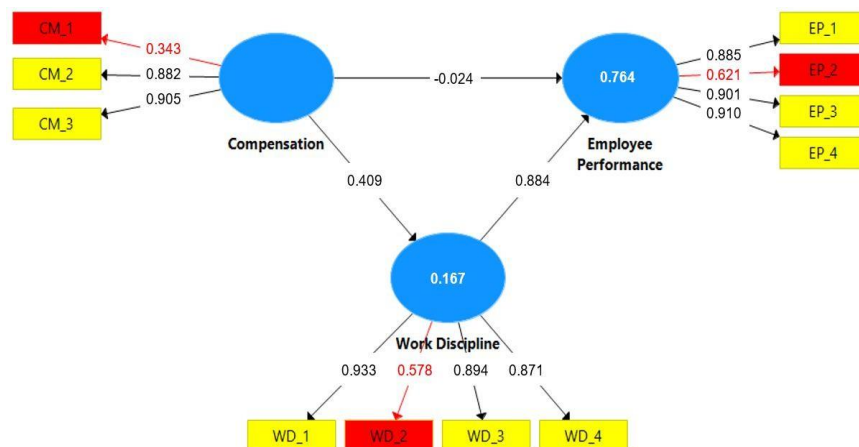 CM_1
CM_2
CM_3
0.343
0.882
0.905
Compensation
-0.024
0.764
Employee
Performance
0.885
0.621
0.901
0.910
EP_1
EP_2
EP_3
EP_4
0.409
0.884
0.167
Work Discipline
0.933
0.578
0.894
0.871
WD_1
WD_2
WD_3
WD_4